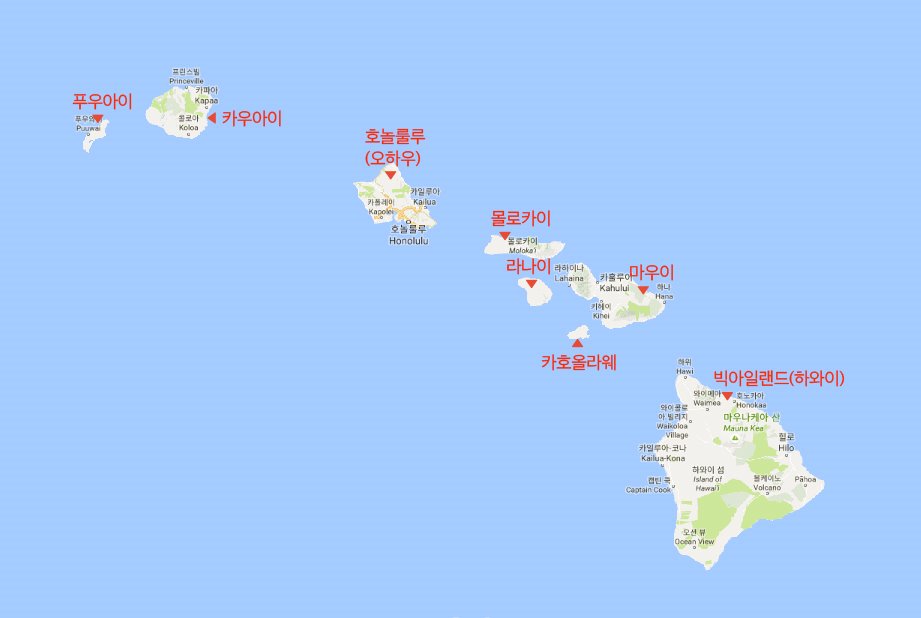 프린스빌
Princeville
푸우아이
카파아
Kapaa
카우아이
푸우와이
Puuwai
콜로아
Koloa
호놀룰루
(오하우)
카일루아
Kailua
카폴레이
Kapolei
호놀룰루
Honolulu
몰로카이
몰로카이
Moloka'i
라나이
라하이나
Lahaina
카훌루이
Kahului
마우이
하나
Hana
키헤이
Kihei
카호올라웨
하위
Hawi
빅아일랜드(하와이)
와이메아
Waimea
호노카아
Honokaa
와이콜로
아 빌리지
Waikoloa
Village
마우나케아 산
Mauna Kea
힐로
Hilo
카일루아-코나
Kailua-Kona
하와이 섬
Island of
Hawai'i
캡틴 쿡
Captain Cook
볼케이노
Volcano
Pāhoa
오션 뷰
Ocean View